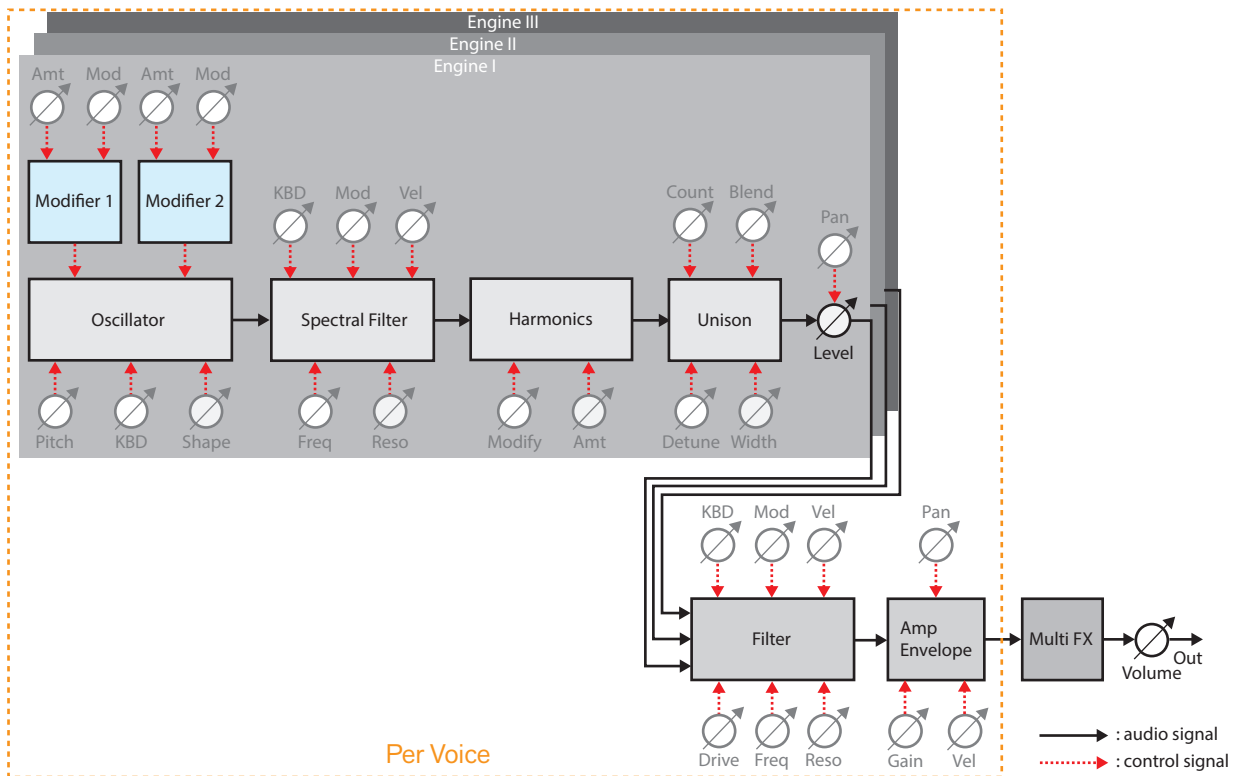 Engine III
Engine II
Engine I
Amt Mod Amt Mod
Modifier 1 Modifier 2
KBD Mod Vel
Count Blend
Pan
Oscillator Spectral Filter Harmonics Unison
Level
Pitch KBD Shape Freq Reso Modify Amt Detune Width
KBD Mod Vel Pan
Filter
Amp
Envelope
Multi FX
Out
Volume
Drive Freq Reso Gain Vel
Per Voice
: audio signal
: control signal